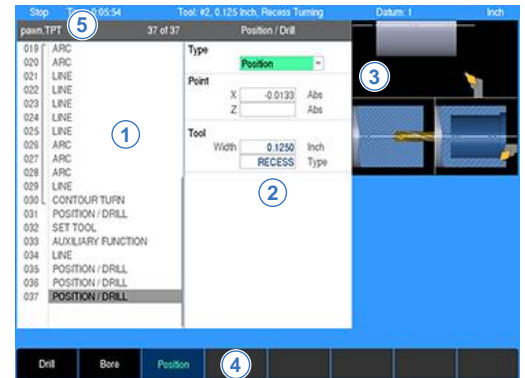 Stop
0:05:54
Tool: #2, 0.125 Inch, Recess Turning
Datum: 1
Inch
pawn.TPT
5
37 of 37
Position / Drill
019 ARC
020 ARC
021 LINE
022 LINE
023 LINE
024 LINE
025 LINE
026 ARC
027 ARC
028 ARC
029 LINE
030 CONTOUR TURN
031 POSITION / DRILL
032 SET TOOL
033 AUXILIARY FUNCTION
034 LINE
035 POSITION / DRILL
036 POSITION / DRILL
037 POSITION / DRILL
1
Type
Position
Point
X -0.0133 Abs
Z Abs
Tool
Width 0.1250 Inch
RECESS Type
2
3
Drill
Bore
Position
4